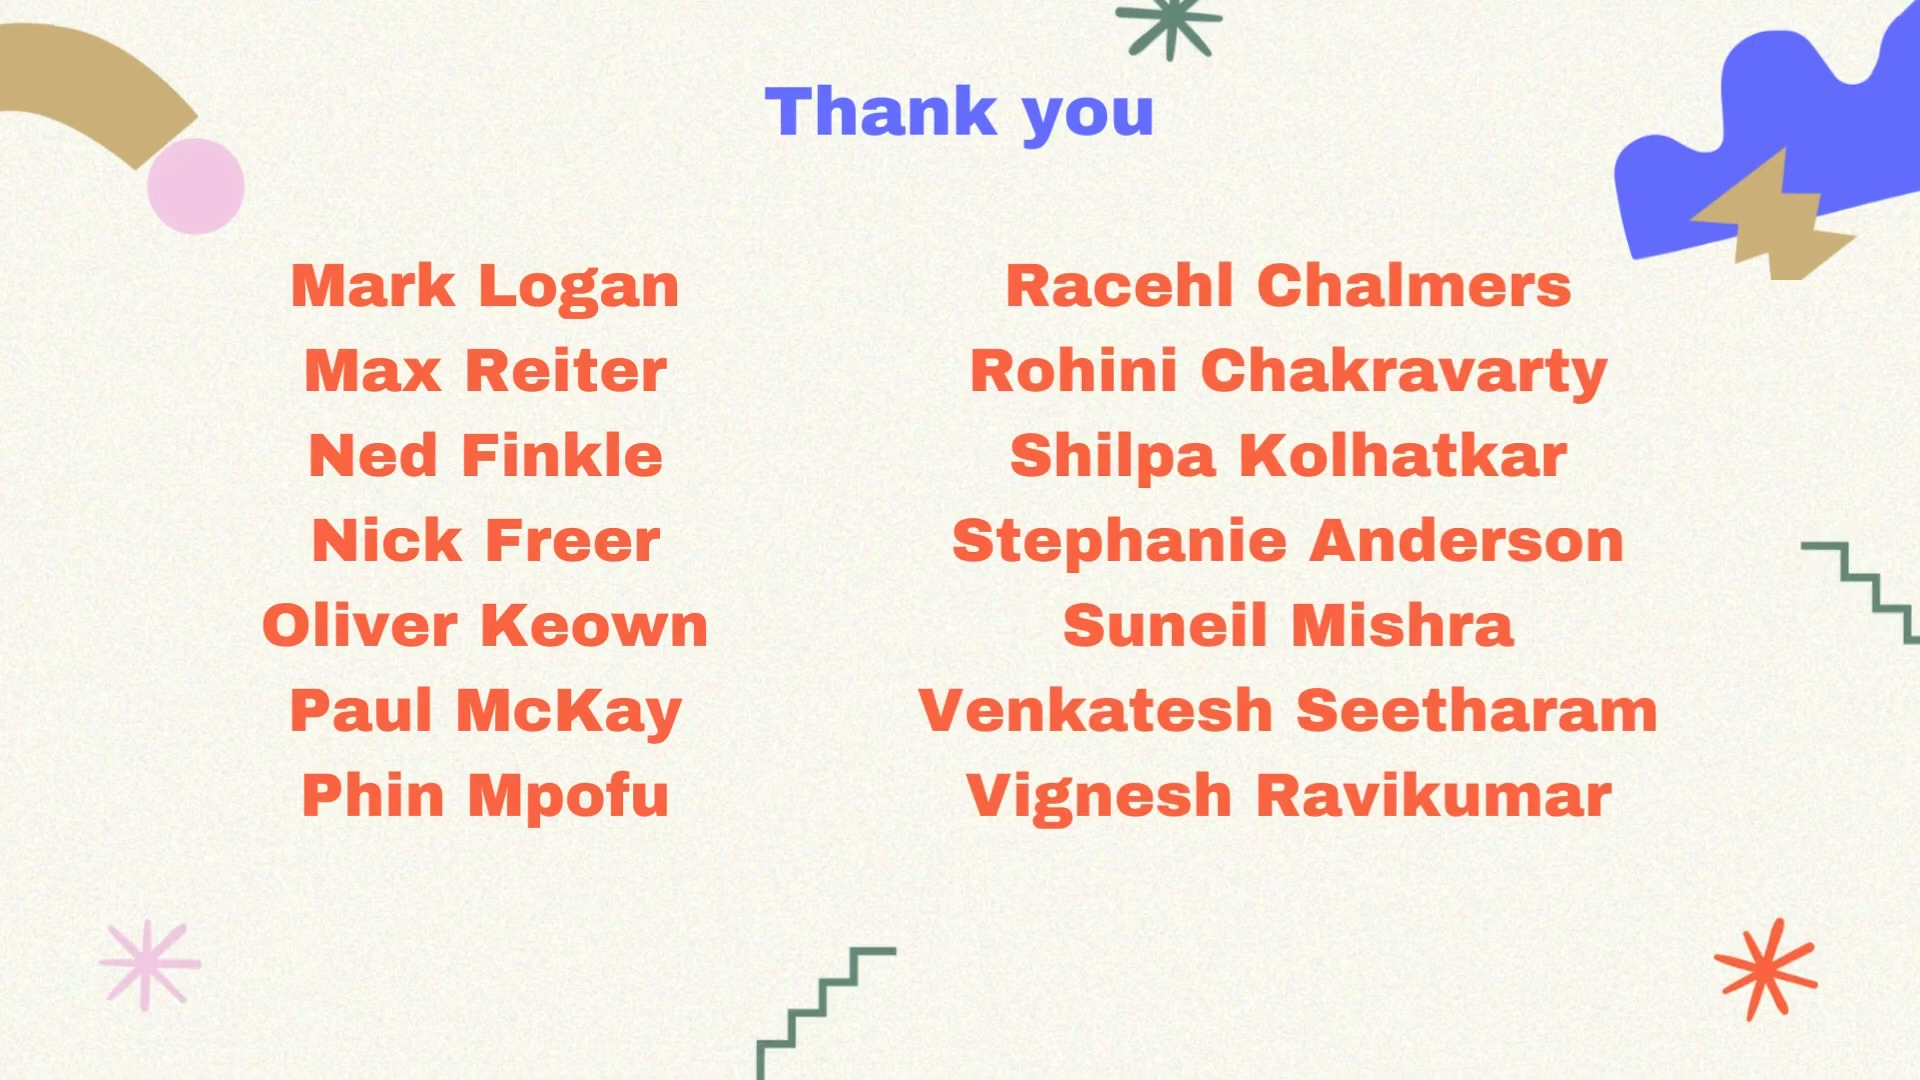 Thank you
Mark Logan
Max Reiter
Ned Finkle
Nick Freer
Oliver Keown
Paul McKay
Phin Mpofu
Racehl Chalmers
Rohini Chakravarty
Shilpa Kolhatkar
Stephanie Anderson
Suneil Mishra
Venkatesh Seetharam
Vignesh Ravikumar